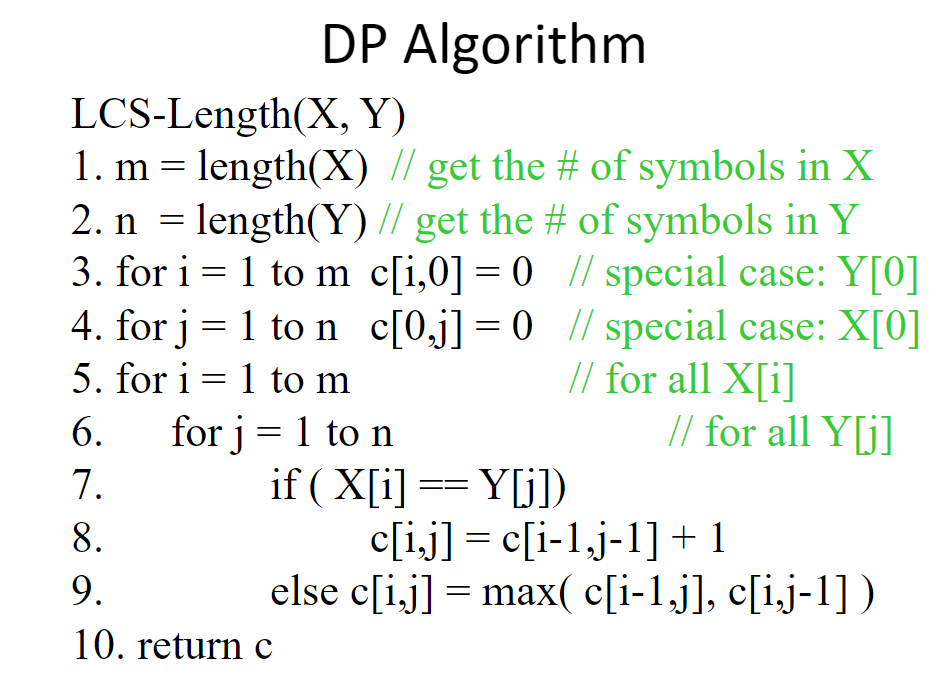 DP Algorithm
LCS-Length(X, Y)
1. m = length(X) // get the # of symbols in X
2. n = length(Y) // get the # of symbols in Y
3. for i = 1 to m c[i,0] = 0 // special case: Y[0]
4. for j = 1 to n c[0,j] = 0 // special case: X[0]
5. for i = 1 to m // for all X[i]
6. for j = 1 to n // for all Y[j]
7. if ( X[i] == Y[j])
8. c[i,j] = c[i-1,j-1] + 1
9. else c[i,j] = max( c[i-1,j], c[i,j-1] )
10. return c